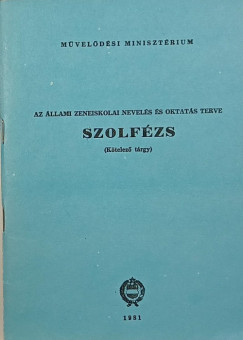 MŰVELŐDÉSI MINISZTÉRIUM
AZ ÁLLAMI ZENEISKOLAI NEVELÉS ÉS OKTATÁS TERVE
SZOLFÉZS
(Kötelező tárgy)
1981